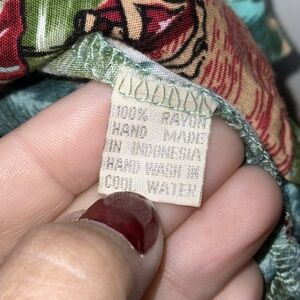 100% RAYON
HAND MADE
IN INDONESIA
HAND WASH IN
COOL WATER